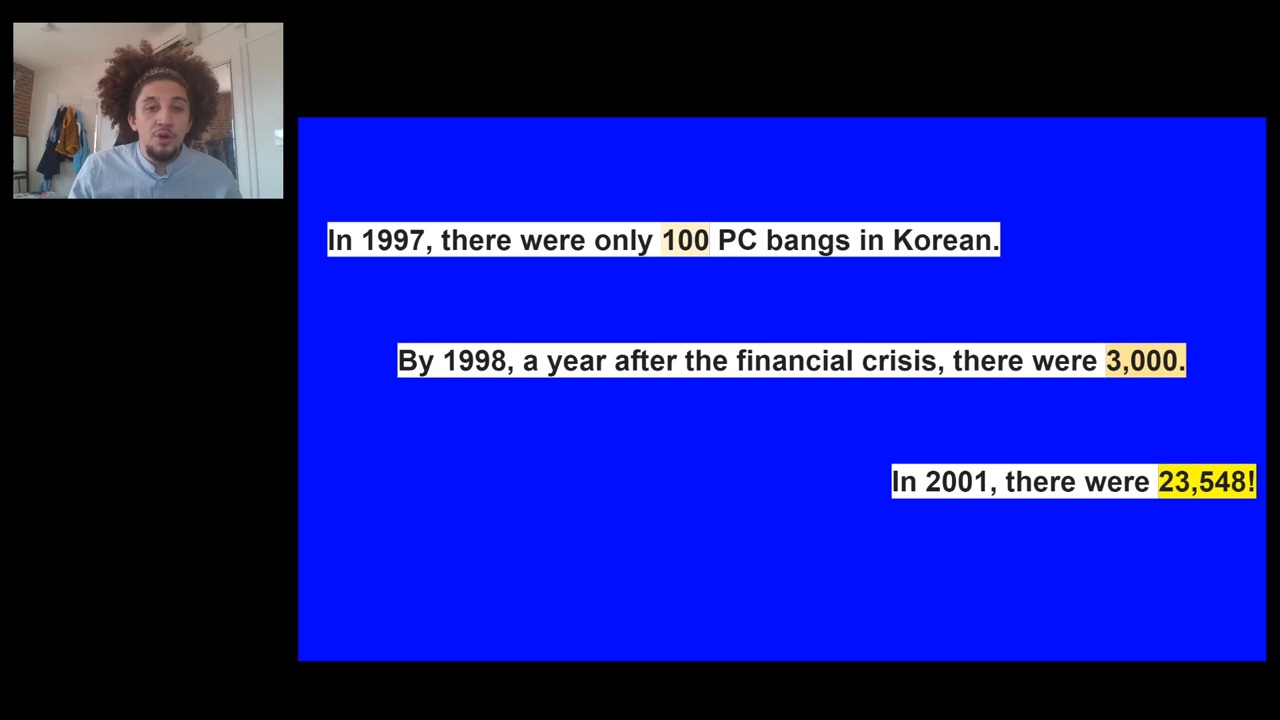 In 1997, there were only 100 PC bangs in Korean.
By 1998, a year after the financial crisis, there were 3,000.
In 2001, there were 23,548!